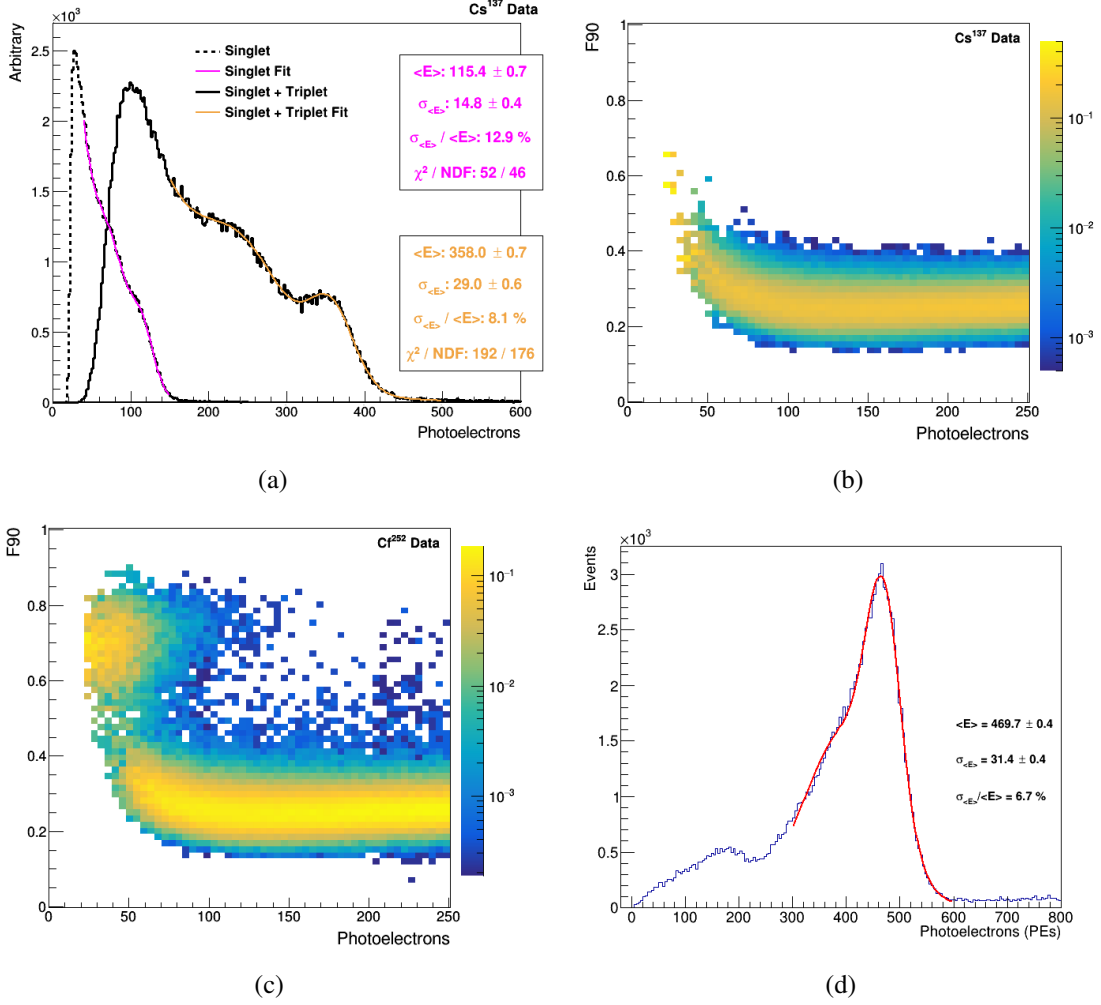 Cs¹³⁷ Data
×10³
Arbitrary
2.5
2
1.5
1
0.5
0
Singlet
Singlet Fit
Singlet + Triplet
Singlet + Triplet Fit
<E>: 115.4 ± 0.7
σ<E>: 14.8 ± 0.4
σ<E> / <E>: 12.9 %
χ² / NDF: 52 / 46
<E>: 358.0 ± 0.7
σ<E>: 29.0 ± 0.6
σ<E> / <E>: 8.1 %
χ² / NDF: 192 / 176
0 100 200 300 400 500 600
Photoelectrons
(a)
F90
Cs¹³⁷ Data
1
0.8
0.6
0.4
0.2
0
0 50 100 150 200 250
Photoelectrons
10⁻¹
10⁻²
10⁻³
(b)
F90
Cf²⁵² Data
1
0.8
0.6
0.4
0.2
0
0 50 100 150 200 250
Photoelectrons
10⁻¹
10⁻²
10⁻³
(c)
×10³
Events
3
2.5
2
1.5
1
0.5
0
<E> = 469.7 ± 0.4
σ<E> = 31.4 ± 0.4
σ<E>/<E> = 6.7 %
0 100 200 300 400 500 600 700 800
Photoelectrons (PEs)
(d)